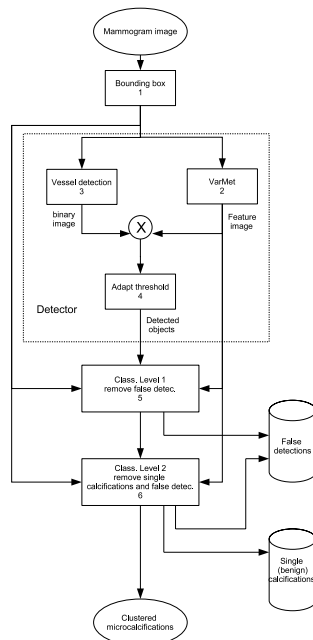 Mammogram image
Bounding box
1
Vessel detection
3
VarMet
2
binary
image
Feature
image
X
Adapt threshold
4
Detector
Detected
objects
Class. Level 1
remove false detec.
5
False
detections
Class. Level 2
remove single
calcifications and false detec.
6
Single
(benign)
calcifications
Clustered
microcalcifications